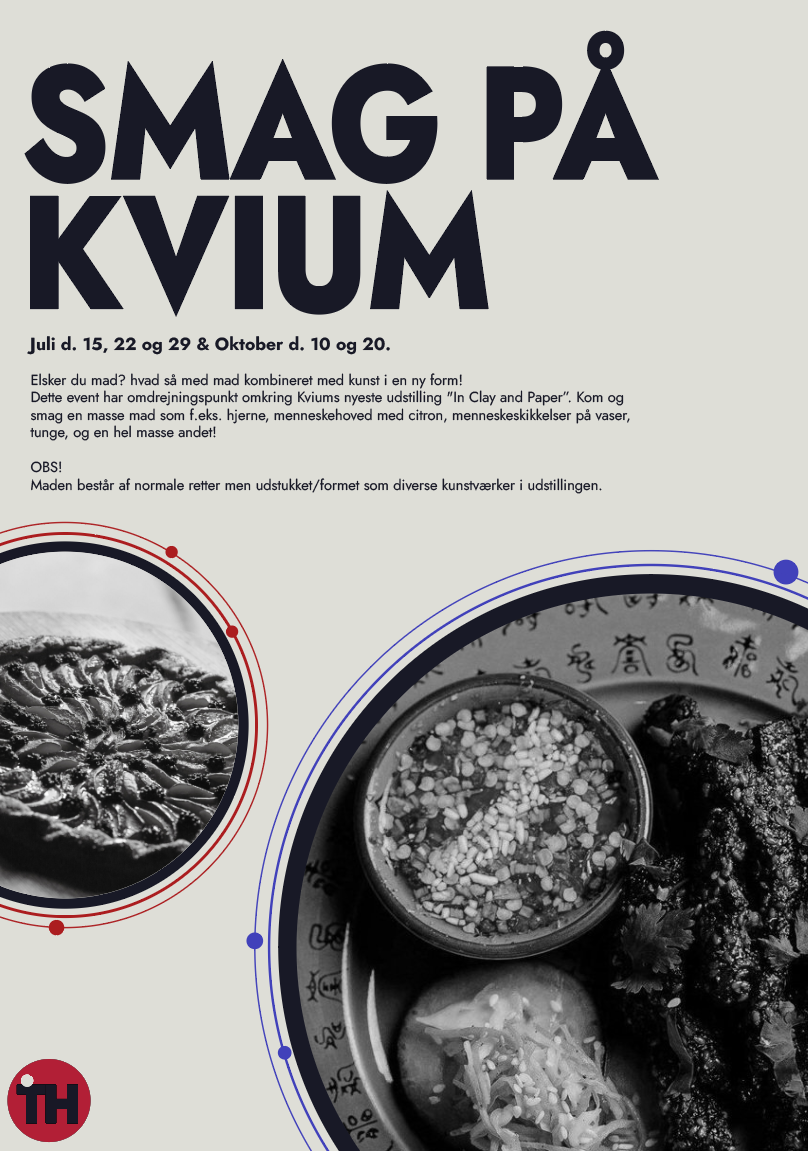 SMAG PÅ
KVIUM
Juli d. 15, 22 og 29 & Oktober d. 10 og 20.
Elsker du mad? hvad så med mad kombineret med kunst i en ny form!
Dette event har omdrejningspunkt omkring Kviums nyeste udstilling "In Clay and Paper”. Kom og
smag en masse mad som f.eks. hjerne, menneskehoved med citron, menneskeskikkelser på vaser,
tunge, og en hel masse andet!
OBS!
Maden består af normale retter men udstukket/formet som diverse kunstværker i udstillingen.
TH